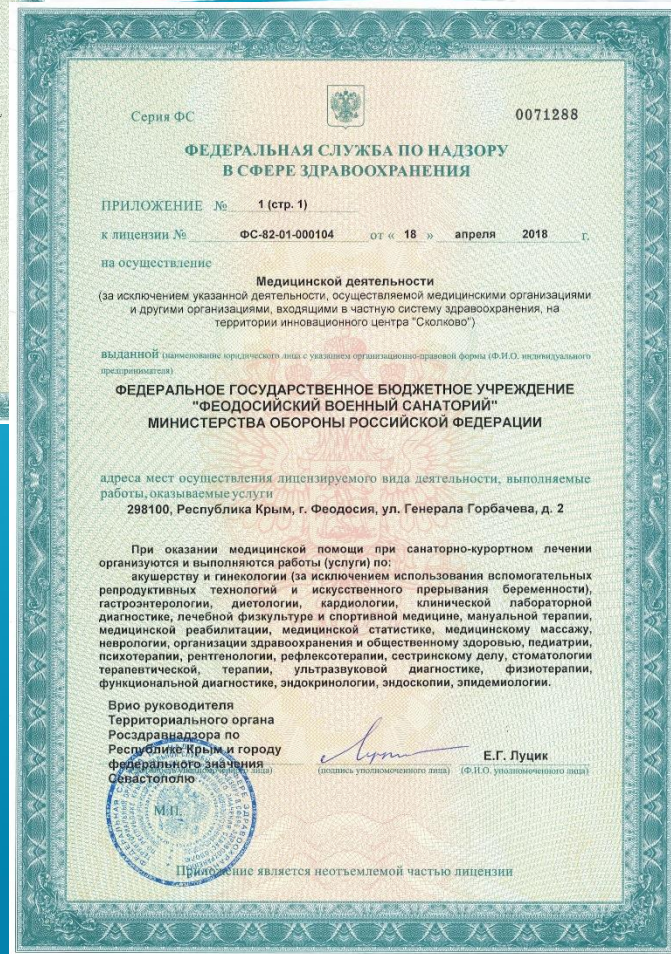 Серия ФС
0071288
ФЕДЕРАЛЬНАЯ СЛУЖБА ПО НАДЗОРУ
В СФЕРЕ ЗДРАВООХРАНЕНИЯ
ПРИЛОЖЕНИЕ № 1 (стр. 1)
к лицензии № ФС-82-01-000104 от « 18 » апреля 2018 г.
на осуществление
Медицинской деятельности
(за исключением указанной деятельности, осуществляемой медицинскими организациями
и другими организациями, входящими в частную систему здравоохранения, на
территории инновационного центра "Сколково")
выданной (наименование юридического лица с указанием организационно-правовой формы (Ф.И.О. индивидуального
предпринимателя)
ФЕДЕРАЛЬНОЕ ГОСУДАРСТВЕННОЕ БЮДЖЕТНОЕ УЧРЕЖДЕНИЕ
"ФЕОДОСИЙСКИЙ ВОЕННЫЙ САНАТОРИЙ"
МИНИСТЕРСТВА ОБОРОНЫ РОССИЙСКОЙ ФЕДЕРАЦИИ
адреса мест осуществления лицензируемого вида деятельности, выполняемые
работы, оказываемые услуги
298100, Республика Крым, г. Феодосия, ул. Генерала Горбачева, д. 2
При оказании медицинской помощи при санаторно-курортном лечении
организуются и выполняются работы (услуги) по:
акушерству и гинекологии (за исключением использования вспомогательных
репродуктивных технологий и искусственного прерывания беременности),
гастроэнтерологии, диетологии, кардиологии, клинической лабораторной
диагностике, лечебной физкультуре и спортивной медицине, мануальной терапии,
медицинской реабилитации, медицинской статистике, медицинскому массажу,
неврологии, организации здравоохранения и общественному здоровью, педиатрии,
психотерапии, рентгенологии, рефлексотерапии, сестринскому делу, стоматологии
терапевтической, терапии, ультразвуковой диагностике, физиотерапии,
функциональной диагностике, эндокринологии, эндоскопии, эпидемиологии.
Врио руководителя
Территориального органа
Росздравнадзора по
Республике Крым и городу
федерального значения
Севастополю
Е.Г. Луцик
(подпись уполномоченного лица) (Ф.И.О. уполномоченного лица)
М.П.
Приложение является неотъемлемой частью лицензии